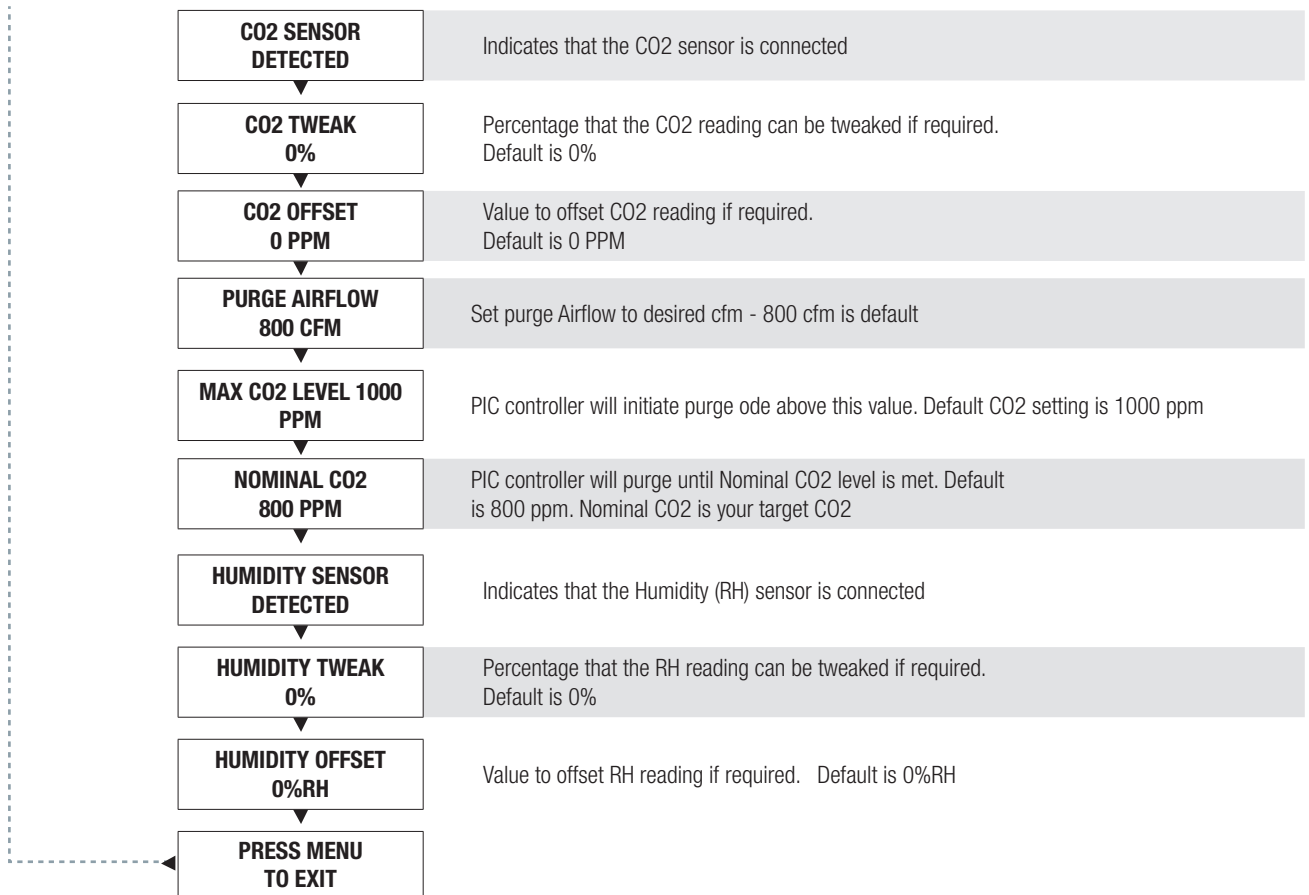 CO2 SENSOR
DETECTED
Indicates that the CO2 sensor is connected
CO2 TWEAK
0%
Percentage that the CO2 reading can be tweaked if required.
Default is 0%
CO2 OFFSET
0 PPM
Value to offset CO2 reading if required.
Default is 0 PPM
PURGE AIRFLOW
800 CFM
Set purge Airflow to desired cfm - 800 cfm is default
MAX CO2 LEVEL 1000
PPM
PIC controller will initiate purge ode above this value. Default CO2 setting is 1000 ppm
NOMINAL CO2
800 PPM
PIC controller will purge until Nominal CO2 level is met. Default
is 800 ppm. Nominal CO2 is your target CO2
HUMIDITY SENSOR
DETECTED
Indicates that the Humidity (RH) sensor is connected
HUMIDITY TWEAK
0%
Percentage that the RH reading can be tweaked if required.
Default is 0%
HUMIDITY OFFSET
0%RH
Value to offset RH reading if required. Default is 0%RH
PRESS MENU
TO EXIT